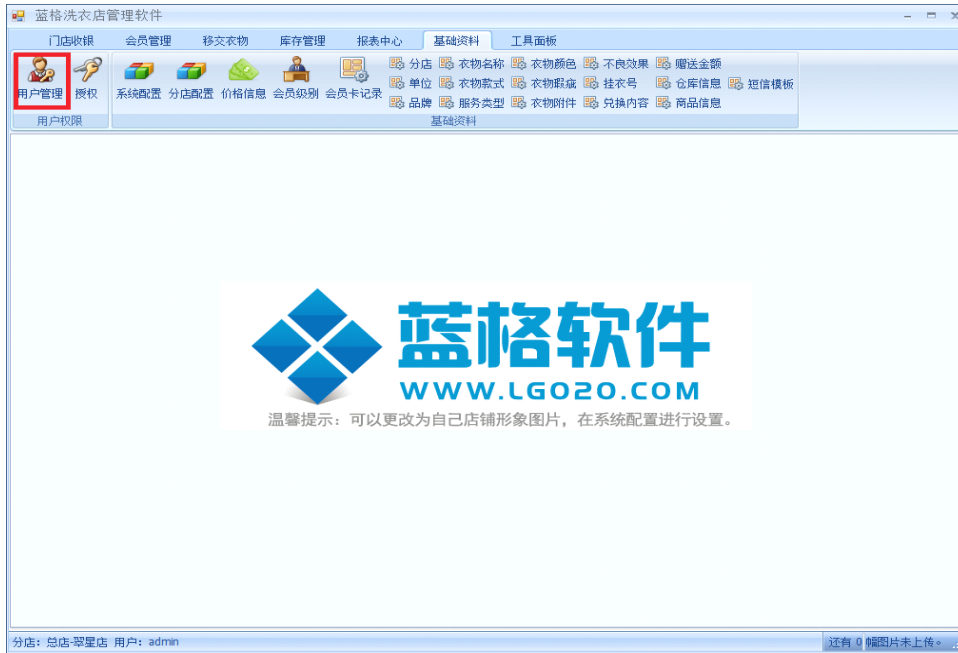 蓝格洗衣店管理软件
门店收银 会员管理 移交衣物 库存管理 报表中心 基础资料 工具面板
分店 衣物名称 衣物颜色 不良效果 赠送金额
单位 衣物款式 衣物瑕疵 挂衣号 仓库信息 短信模板
用户管理 授权 系统配置 分店配置 价格信息 会员级别 会员卡记录
品牌 服务类型 衣物附件 兑换内容 商品信息
用户权限 基础资料
蓝格软件
WWW.LG020.COM
温馨提示：可以更改为自己店铺形象图片，在系统配置进行设置。
分店：总店-翠星店 用户：admin 还有 0 幅图片未上传。